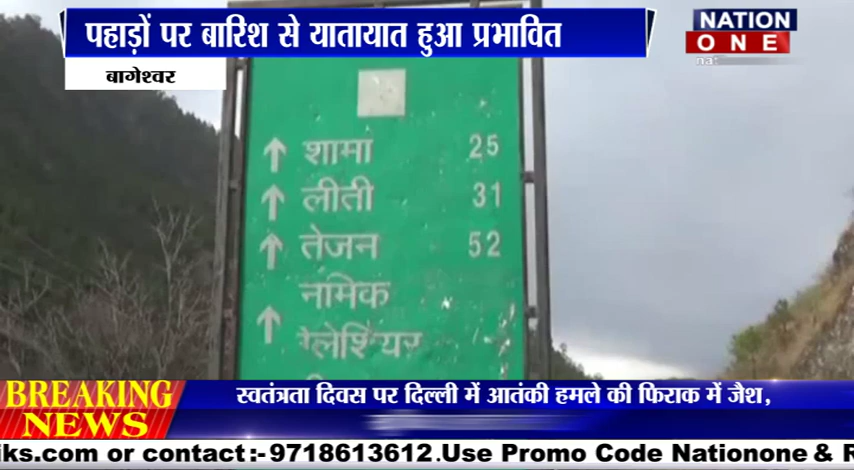 पहाड़ों पर बारिश से यातायात हुआ प्रभावित
NATION
ONE
बागेश्वर
शामा 25
लीती 31
तेजन 52
नामिक
ग्लेशियर
BREAKING
NEWS
स्वतंत्रता दिवस पर दिल्ली में आतंकी हमले की फिराक में जैश,
iks.com or contact:-9718613612.Use Promo Code Nationone & R